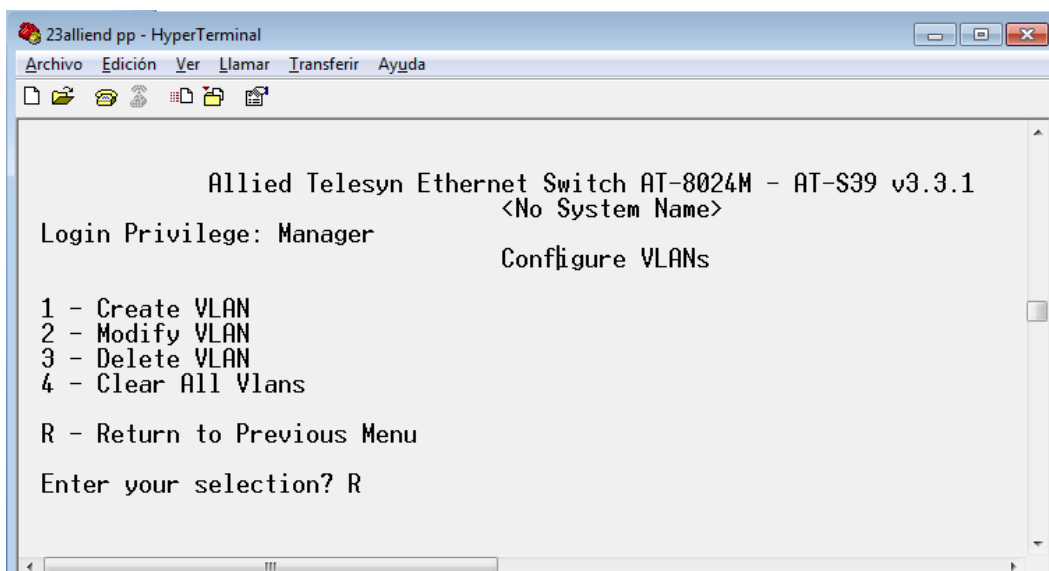 23alliend pp - HyperTerminal
Archivo Edición Ver Llamar Transferir Ayuda
Allied Telesyn Ethernet Switch AT-8024M - AT-S39 v3.3.1
<No System Name>
Login Privilege: Manager
Configure VLANs
1 - Create VLAN
2 - Modify VLAN
3 - Delete VLAN
4 - Clear All Vlans
R - Return to Previous Menu
Enter your selection? R